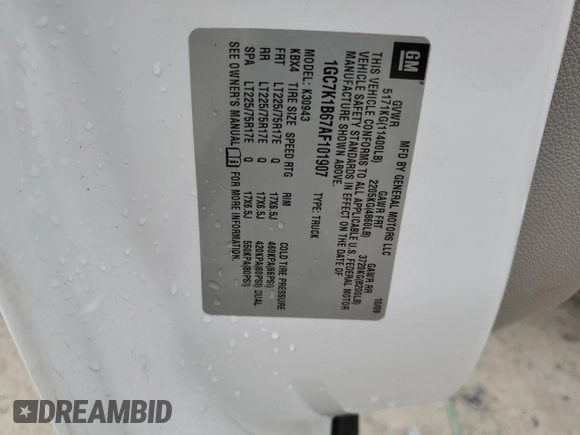 GM
MFD BY GENERAL MOTORS LLC 10/09
GVWR GAWR FRT GAWR RR
5171KG(11400LB) 2205KG(4860LB) 3720KG(8200LB)
THIS VEHICLE CONFORMS TO ALL APPLICABLE U.S. FEDERAL MOTOR
VEHICLE SAFETY STANDARDS IN EFFECT ON THE DATE OF
MANUFACTURE SHOWN ABOVE.
1GC7K1B67AF101907 TYPE: TRUCK
MODEL: K30943
KBX4 TIRE SIZE SPEED RTG RIM COLD TIRE PRESSURE
FRT LT225/75R17E Q 17X6.5J 460KPA(66PSI)
RR LT225/75R17E Q 17X6.5J 420KPA(60PSI) DUAL
SPA LT225/75R17E Q 17X6.5J 550KPA(80PSI)
SEE OWNER'S MANUAL FOR MORE INFORMATION.
DREAMBID